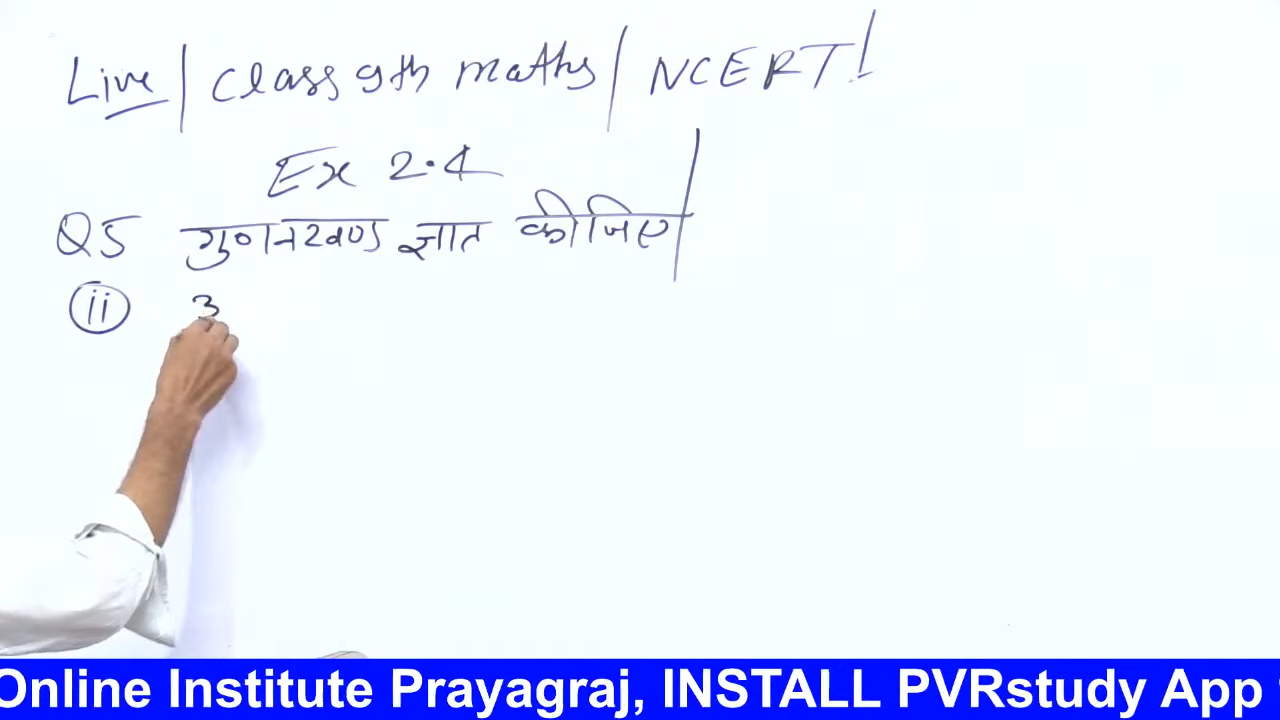 Live | Class 9th maths | NCERT!
Ex 2.4
Q5 गुणनखण्ड ज्ञात कीजिए |
ii 3
Online Institute Prayagraj, INSTALL PVRstudy App